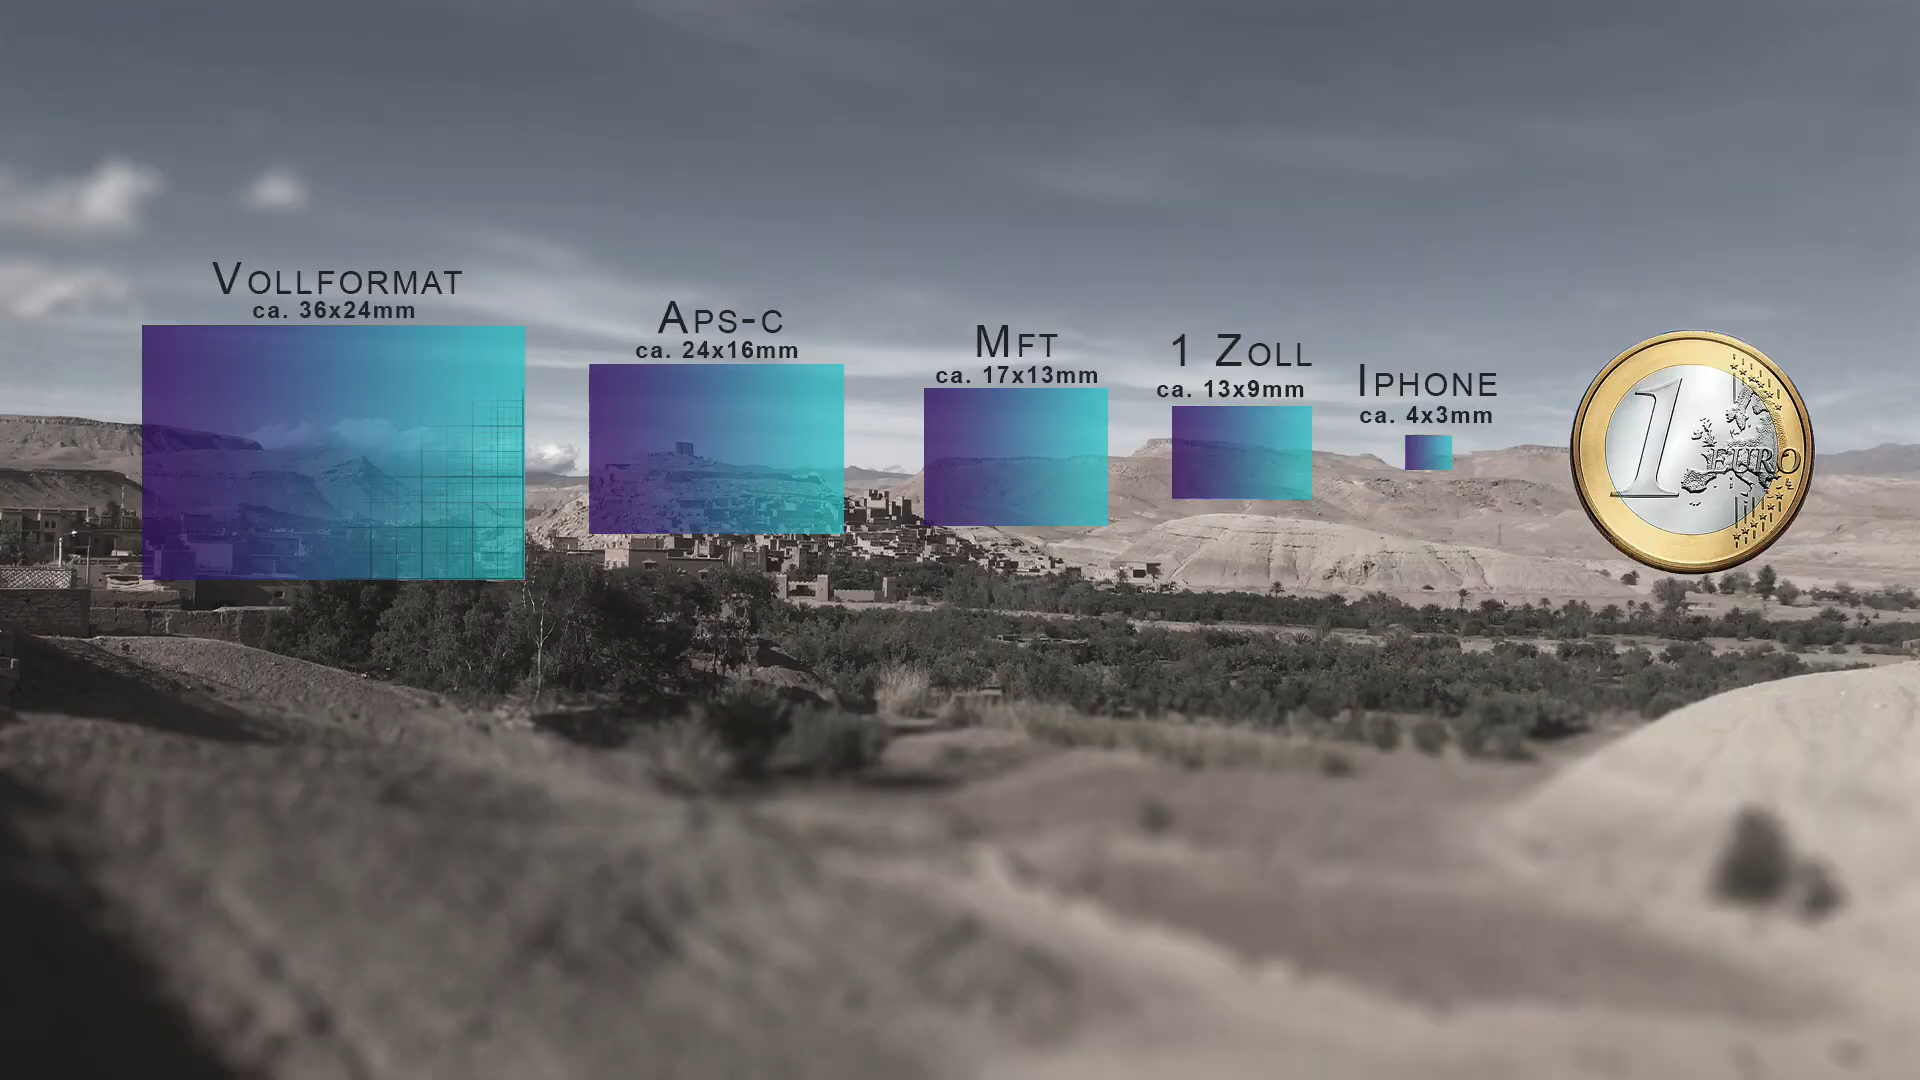 VOLLFORMAT
ca. 36x24mm
APS-C
ca. 24x16mm
MFT
ca. 17x13mm
1 ZOLL
ca. 13x9mm
IPHONE
ca. 4x3mm
1
EURO